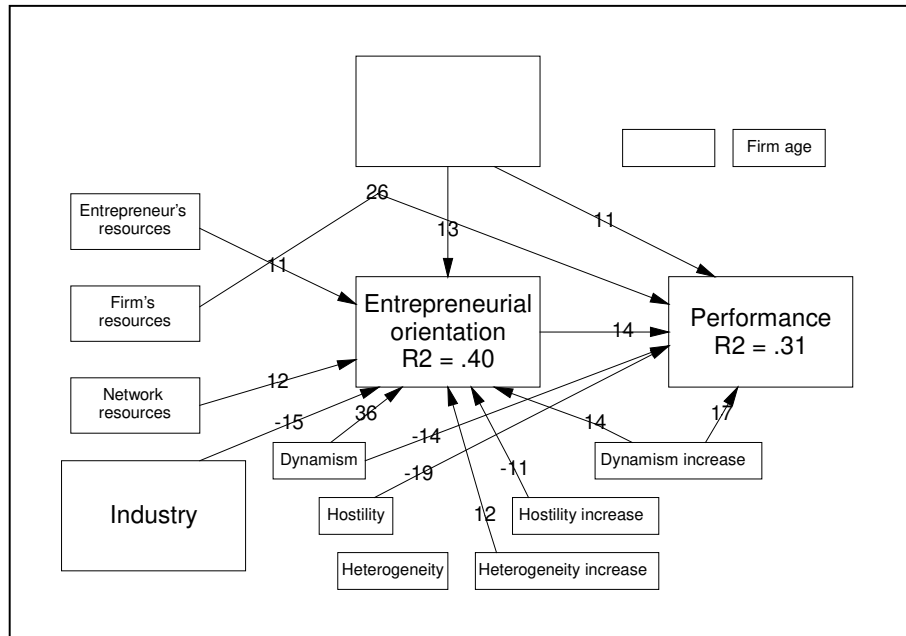 Firm age
26
Entrepreneur's
resources
13
11
11
Firm's
resources
Entrepreneurial
orientation
R2 = .40
14
Performance
R2 = .31
Network
resources
12
-15
36
-14
14
17
Dynamism
-19
-11
Dynamism increase
Industry
Hostility
12
Hostility increase
Heterogeneity
Heterogeneity increase